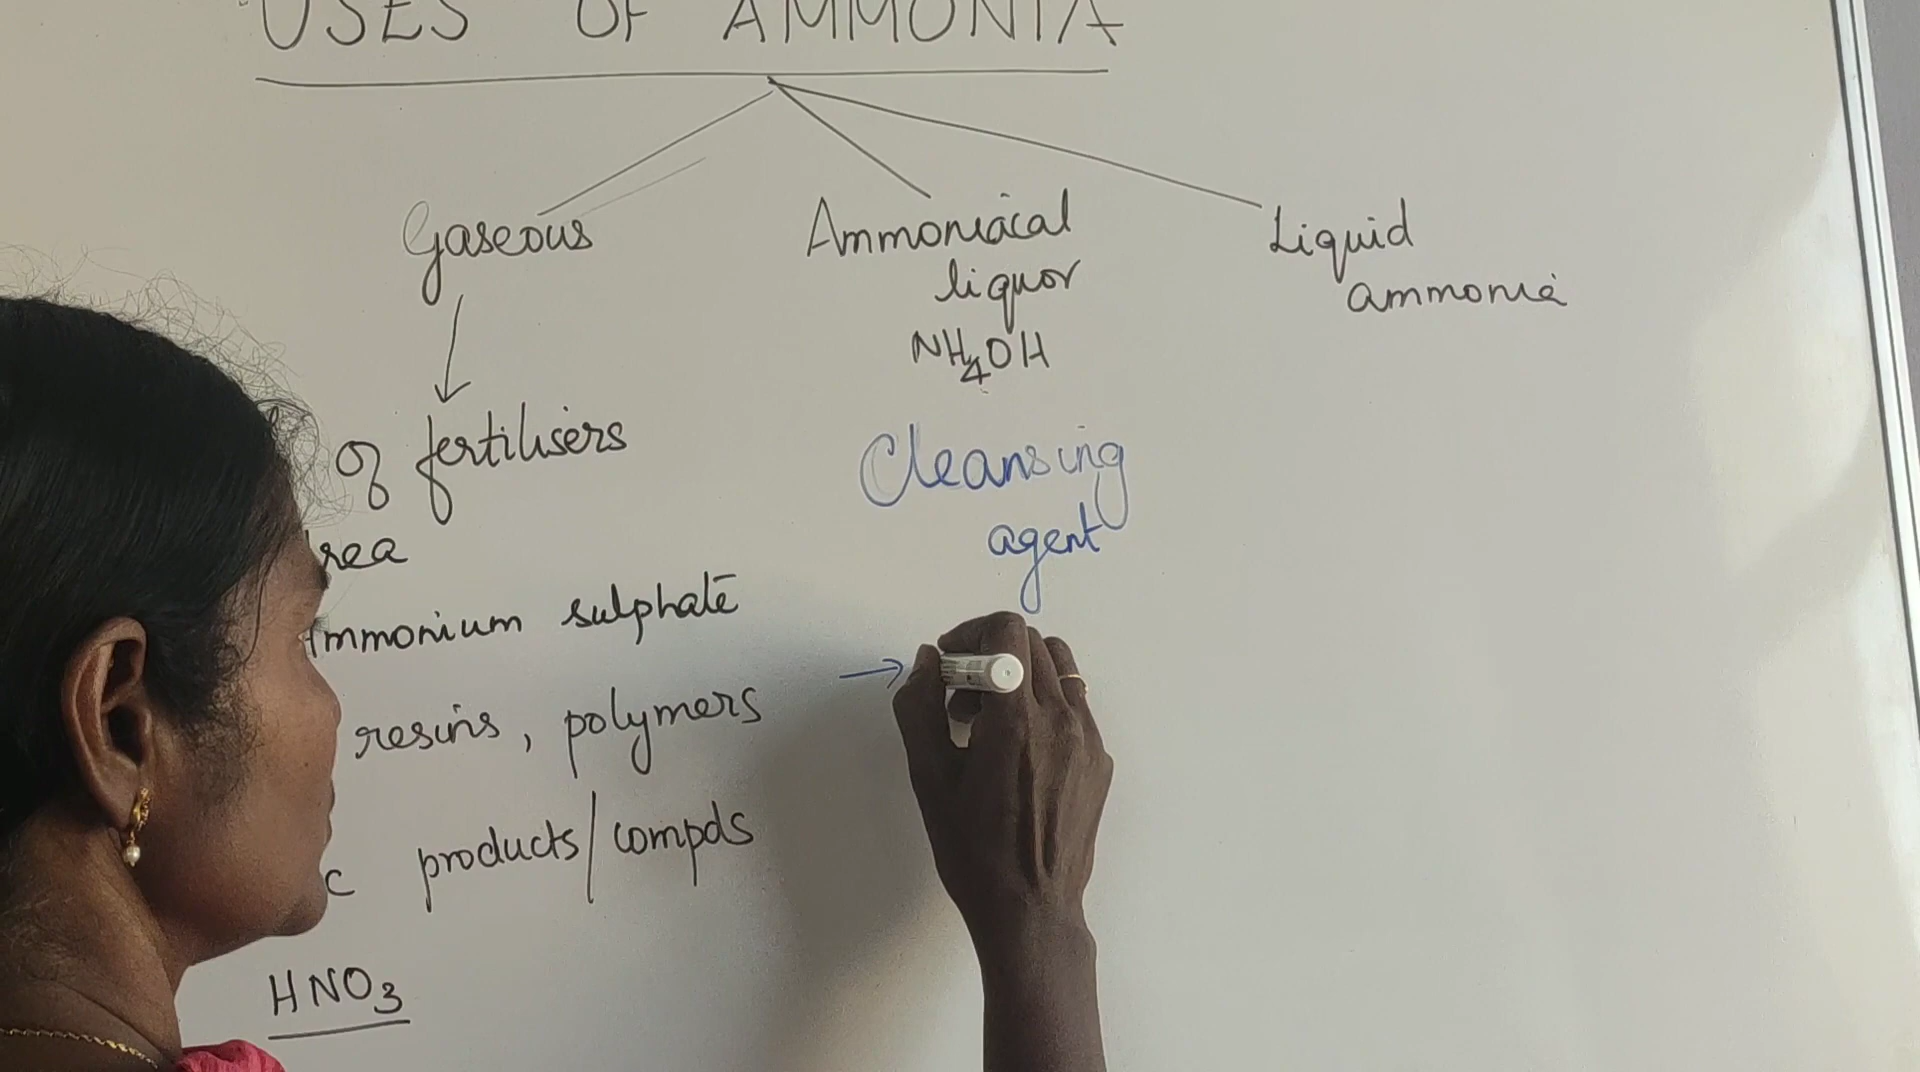 USES OF AMMONIA
Gaseous
Ammoniacal
liquor
NH4OH
Liquid
ammonia
of fertilisers
rea
mmonium sulphate
resins, polymers
c products/compds
HNO3
Cleansing
agent
→